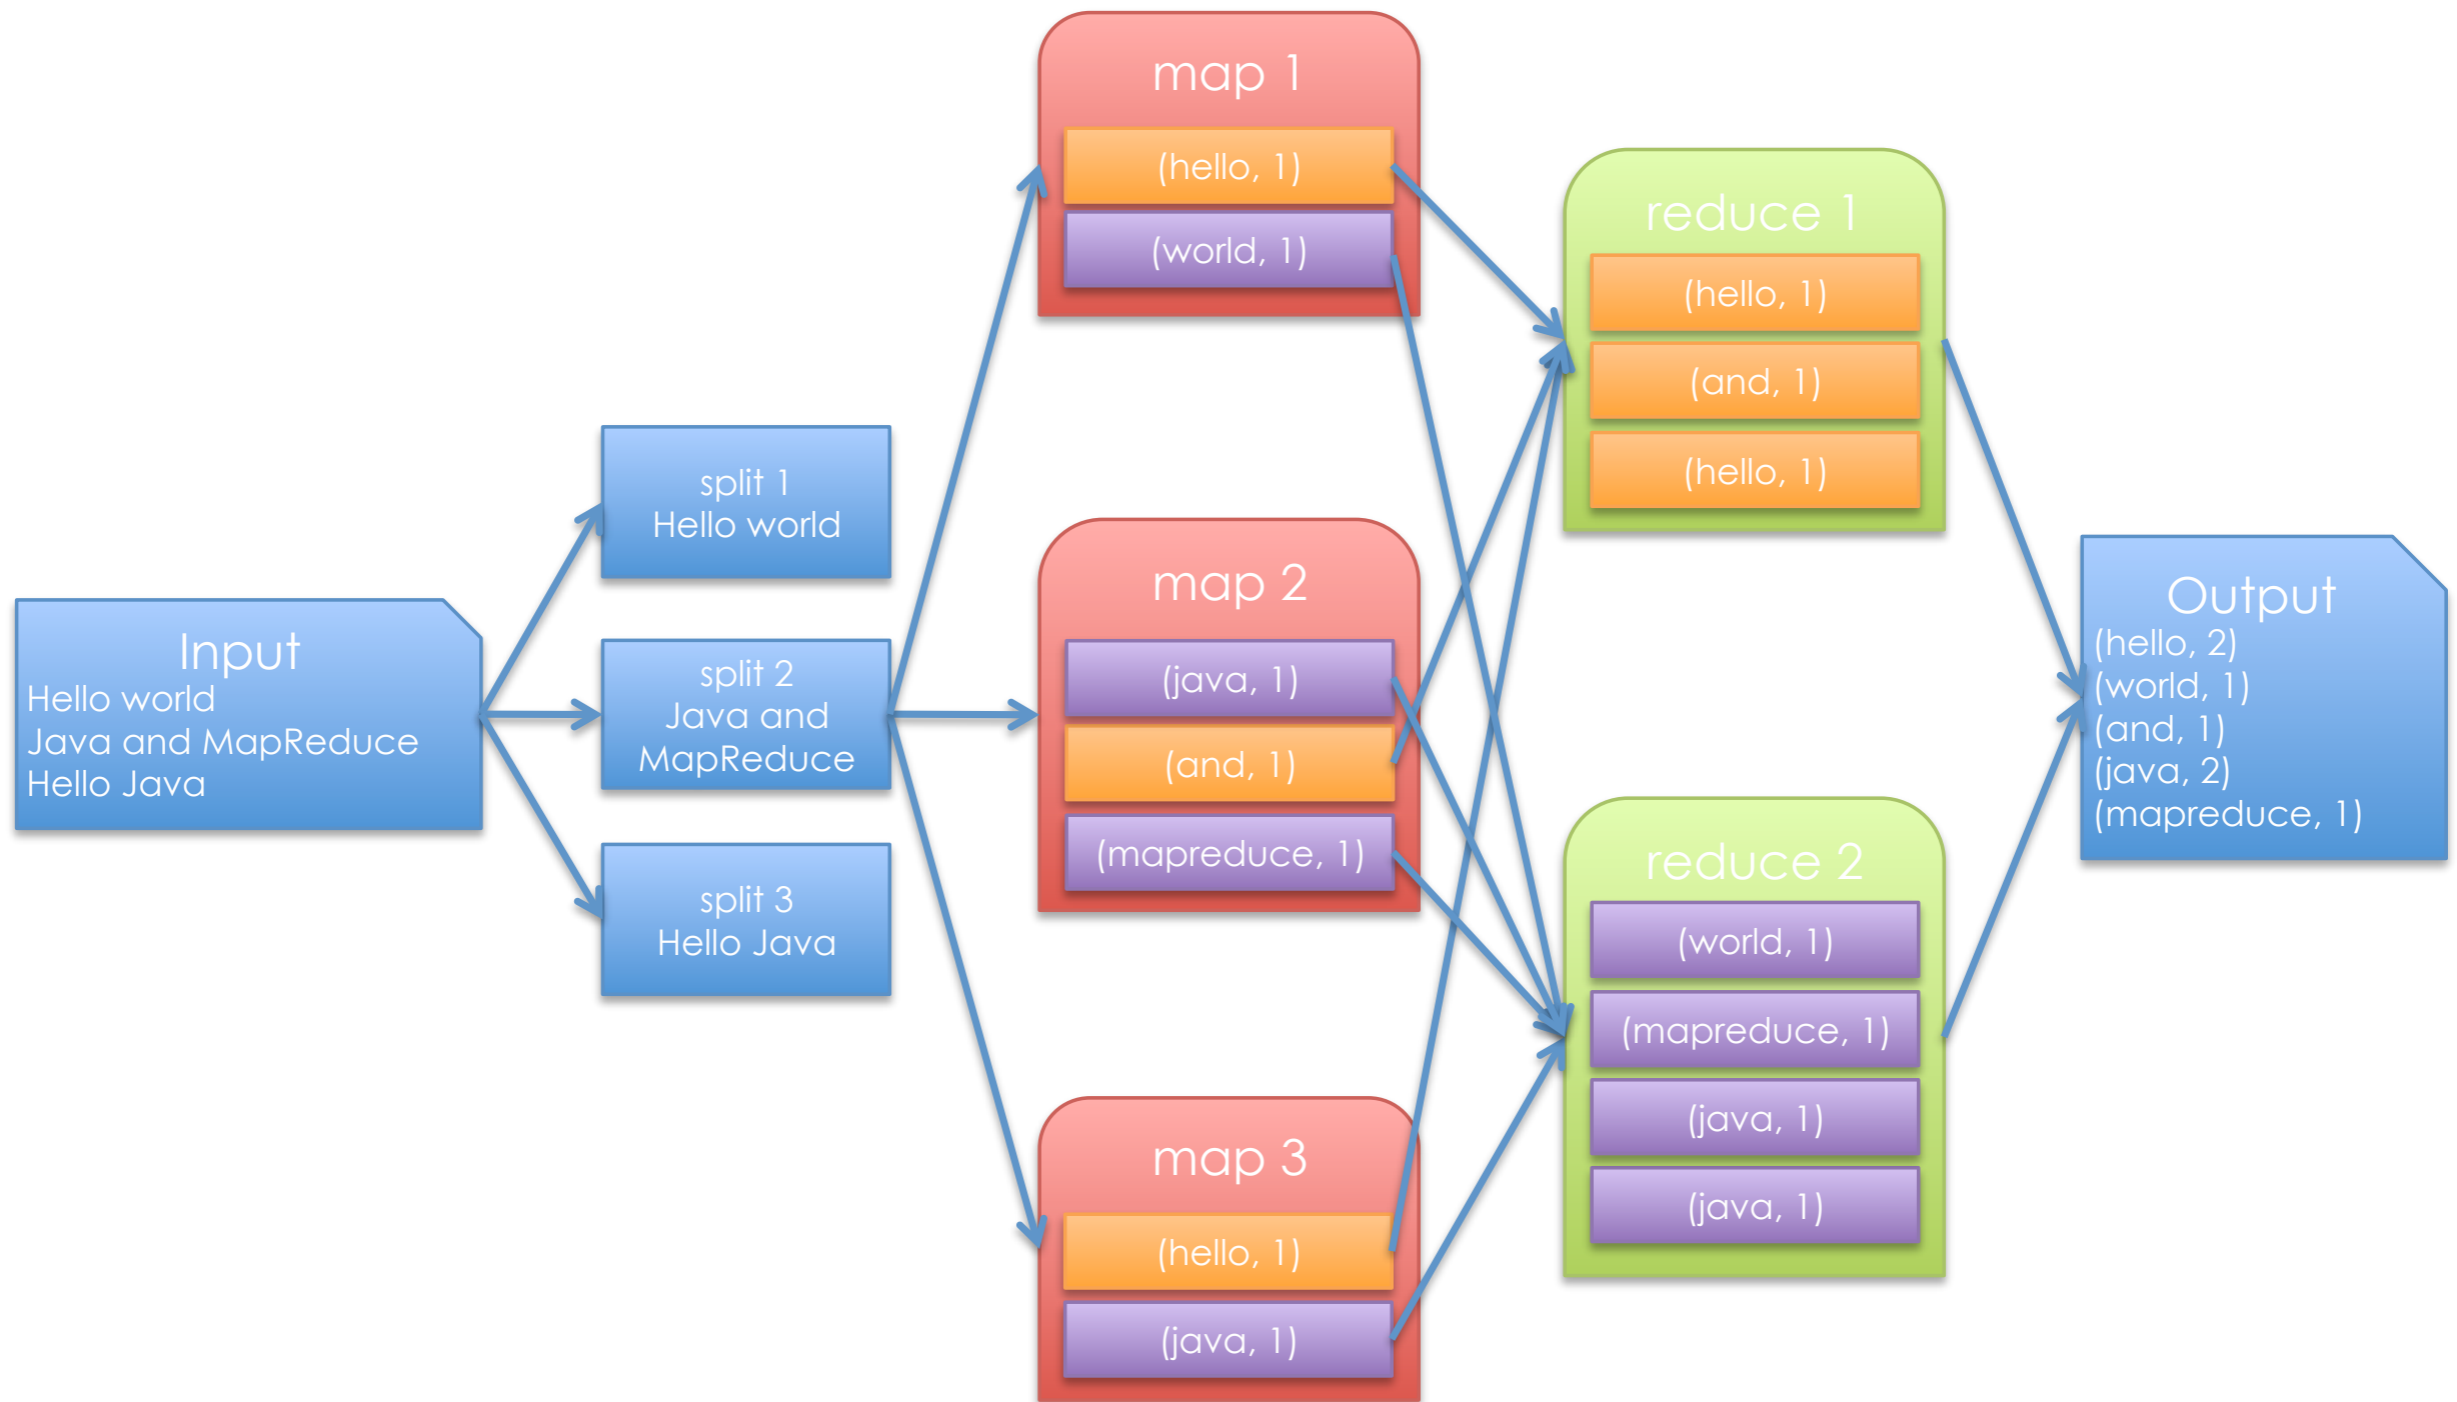 Input
Hello world
Java and MapReduce
Hello Java
split 1
Hello world
split 2
Java and
MapReduce
split 3
Hello Java
map 1
(hello, 1)
(world, 1)
map 2
(java, 1)
(and, 1)
(mapreduce, 1)
map 3
(hello, 1)
(java, 1)
reduce 1
(hello, 1)
(and, 1)
(hello, 1)
reduce 2
(world, 1)
(mapreduce, 1)
(java, 1)
(java, 1)
Output
(hello, 2)
(world, 1)
(and, 1)
(java, 2)
(mapreduce, 1)